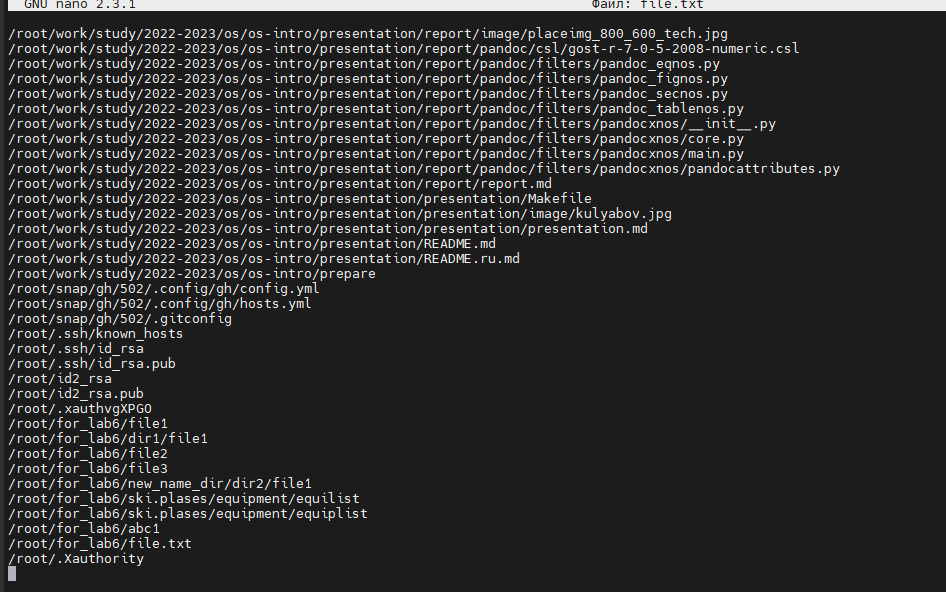 GNU nano 2.3.1 Файл: file.txt
/root/work/study/2022-2023/os/os-intro/presentation/report/image/placeimg_800_600_tech.jpg
/root/work/study/2022-2023/os/os-intro/presentation/report/pandoc/csl/gost-r-7-0-5-2008-numeric.csl
/root/work/study/2022-2023/os/os-intro/presentation/report/pandoc/filters/pandoc_eqnos.py
/root/work/study/2022-2023/os/os-intro/presentation/report/pandoc/filters/pandoc_fignos.py
/root/work/study/2022-2023/os/os-intro/presentation/report/pandoc/filters/pandoc_secnos.py
/root/work/study/2022-2023/os/os-intro/presentation/report/pandoc/filters/pandoc_tablenos.py
/root/work/study/2022-2023/os/os-intro/presentation/report/pandoc/filters/pandocxnos/__init__.py
/root/work/study/2022-2023/os/os-intro/presentation/report/pandoc/filters/pandocxnos/core.py
/root/work/study/2022-2023/os/os-intro/presentation/report/pandoc/filters/pandocxnos/main.py
/root/work/study/2022-2023/os/os-intro/presentation/report/pandoc/filters/pandocxnos/pandocattributes.py
/root/work/study/2022-2023/os/os-intro/presentation/report/report.md
/root/work/study/2022-2023/os/os-intro/presentation/presentation/Makefile
/root/work/study/2022-2023/os/os-intro/presentation/presentation/image/kulyabov.jpg
/root/work/study/2022-2023/os/os-intro/presentation/presentation/presentation.md
/root/work/study/2022-2023/os/os-intro/presentation/README.md
/root/work/study/2022-2023/os/os-intro/presentation/README.ru.md
/root/work/study/2022-2023/os/os-intro/prepare
/root/snap/gh/502/.config/gh/config.yml
/root/snap/gh/502/.config/gh/hosts.yml
/root/snap/gh/502/.gitconfig
/root/.ssh/known_hosts
/root/.ssh/id_rsa
/root/.ssh/id_rsa.pub
/root/id2_rsa
/root/id2_rsa.pub
/root/.xauthvgXPGO
/root/for_lab6/file1
/root/for_lab6/dir1/file1
/root/for_lab6/file2
/root/for_lab6/file3
/root/for_lab6/new_name_dir/dir2/file1
/root/for_lab6/ski.plases/equipment/equilist
/root/for_lab6/ski.plases/equipment/equiplist
/root/for_lab6/abc1
/root/for_lab6/file.txt
/root/.Xauthority